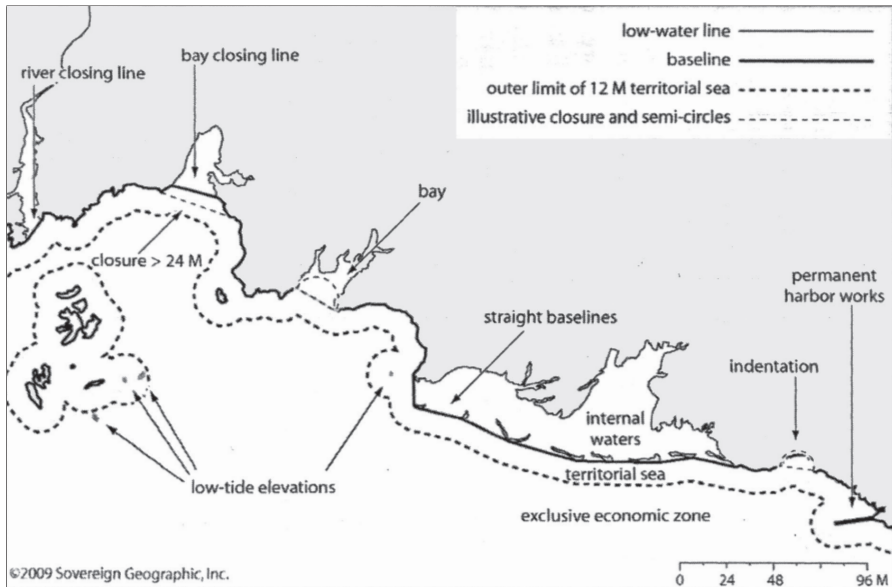 low-water line
baseline
outer limit of 12 M territorial sea
illustrative closure and semi-circles
river closing line
bay closing line
bay
closure > 24 M
straight baselines
permanent
harbor works
indentation
internal
waters
territorial sea
low-tide elevations
exclusive economic zone
©2009 Sovereign Geographic, Inc.
0 24 48 96 M